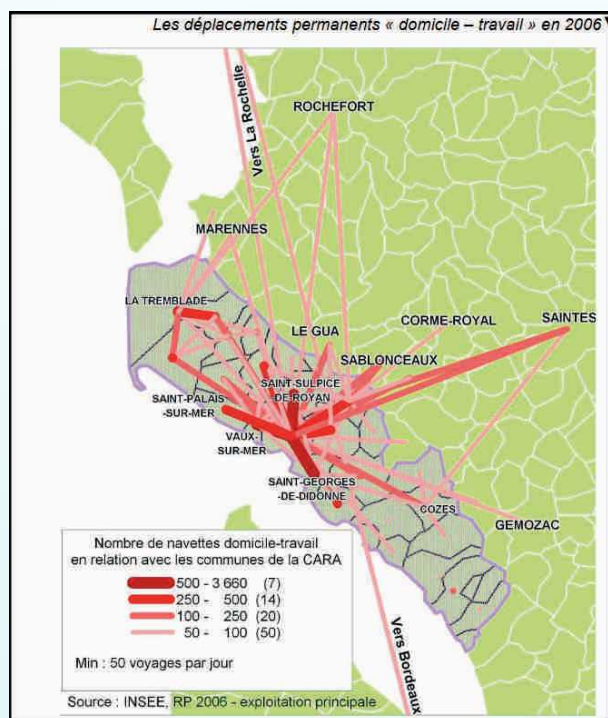 Les déplacements permanents « domicile – travail » en 2006
ROCHEFORT
Vers La Rochelle
MARENNES
LA TREMBLADE
LE GUA
CORME-ROYAL
SAINTES
SABLONCEAUX
SAINT-SULPICE
DE-ROYAN
SAINT-PALAIS
-SUR-MER
VAUX-
SUR-MER
SAINT-GEORGES
-DE-DIDONNE
COZES
GEMOZAC
Vers Bordeaux
Nombre de navettes domicile-travail
en relation avec les communes de la CARA
500 - 3 660 (7)
250 - 500 (14)
100 - 250 (20)
50 - 100 (50)
Min : 50 voyages par jour
Source : INSEE, RP 2006 - exploitation principale